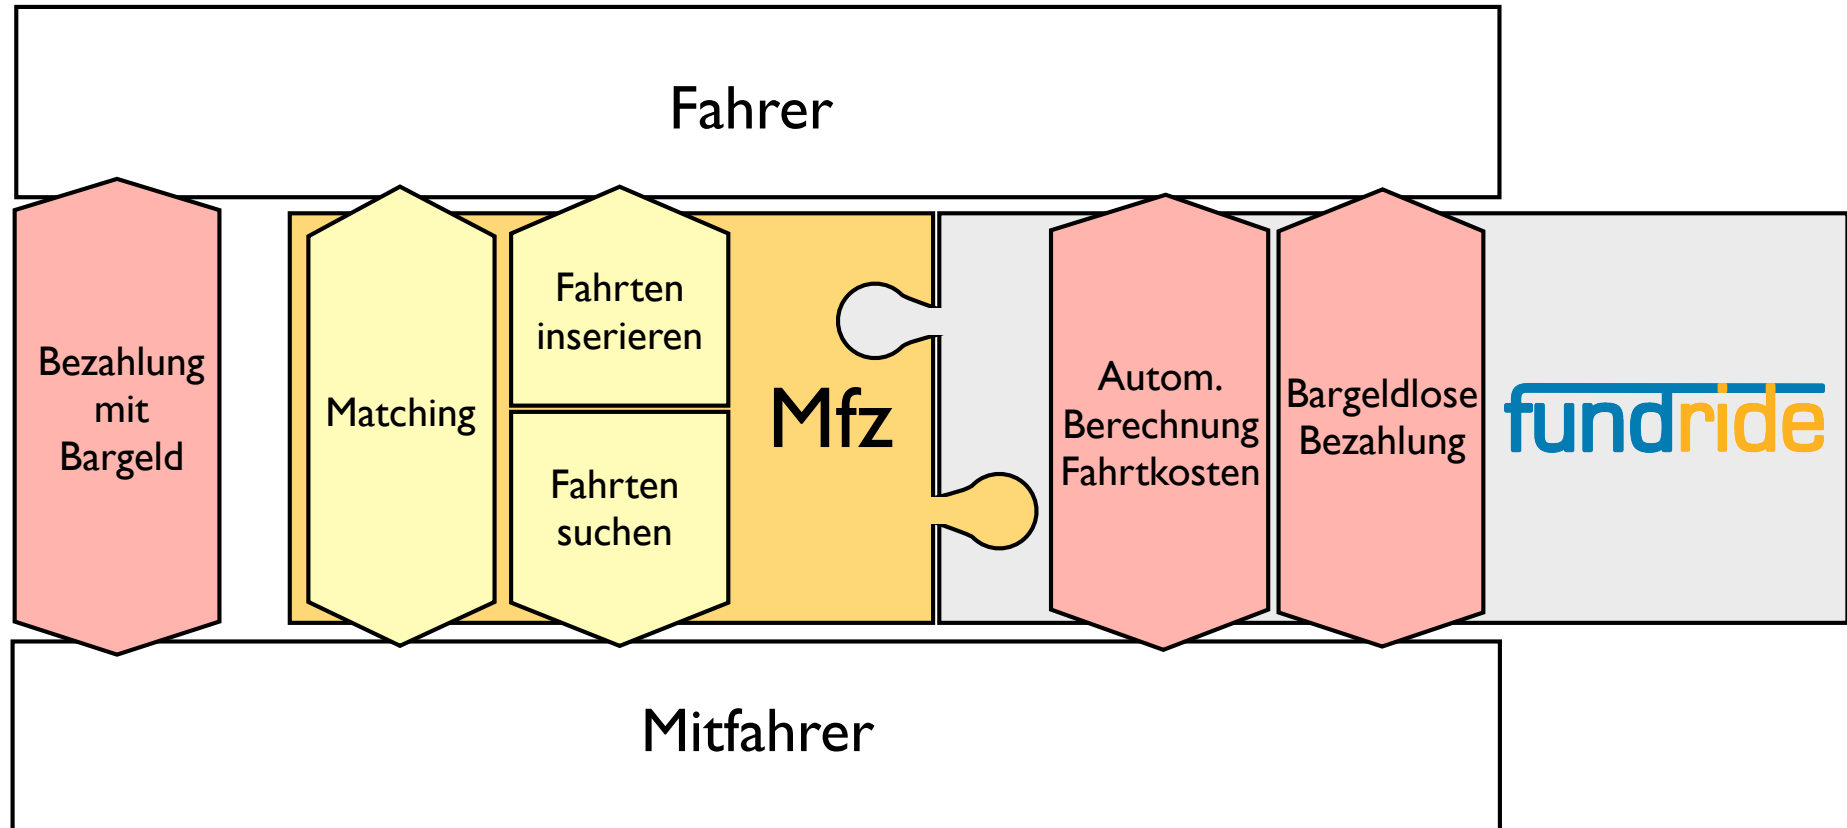 Fahrer
Bezahlung
mit
Bargeld
Matching
Fahrten
inserieren
Fahrten
suchen
Mfz
Autom.
Berechnung
Fahrtkosten
Bargeldlose
Bezahlung
fundride
Mitfahrer